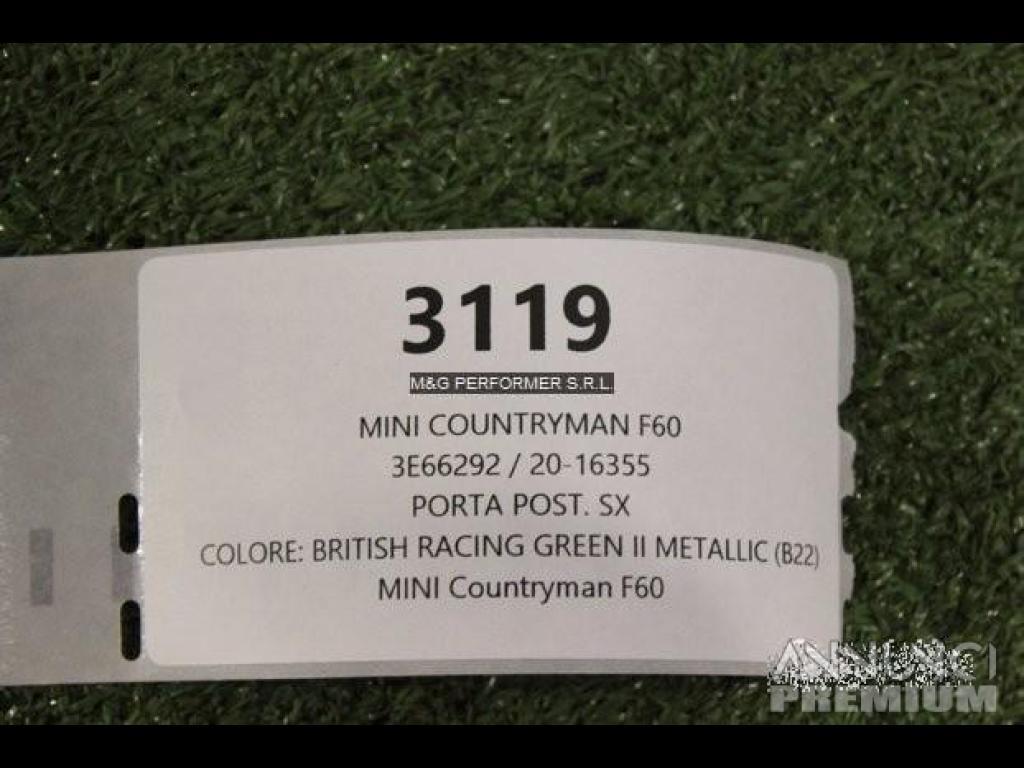 3119
M&G PERFORMER S.R.L.
MINI COUNTRYMAN F60
3E66292 / 20-16355
PORTA POST. SX
COLORE: BRITISH RACING GREEN II METALLIC (B22)
MINI Countryman F60
ANNUNCI
PREMIUM